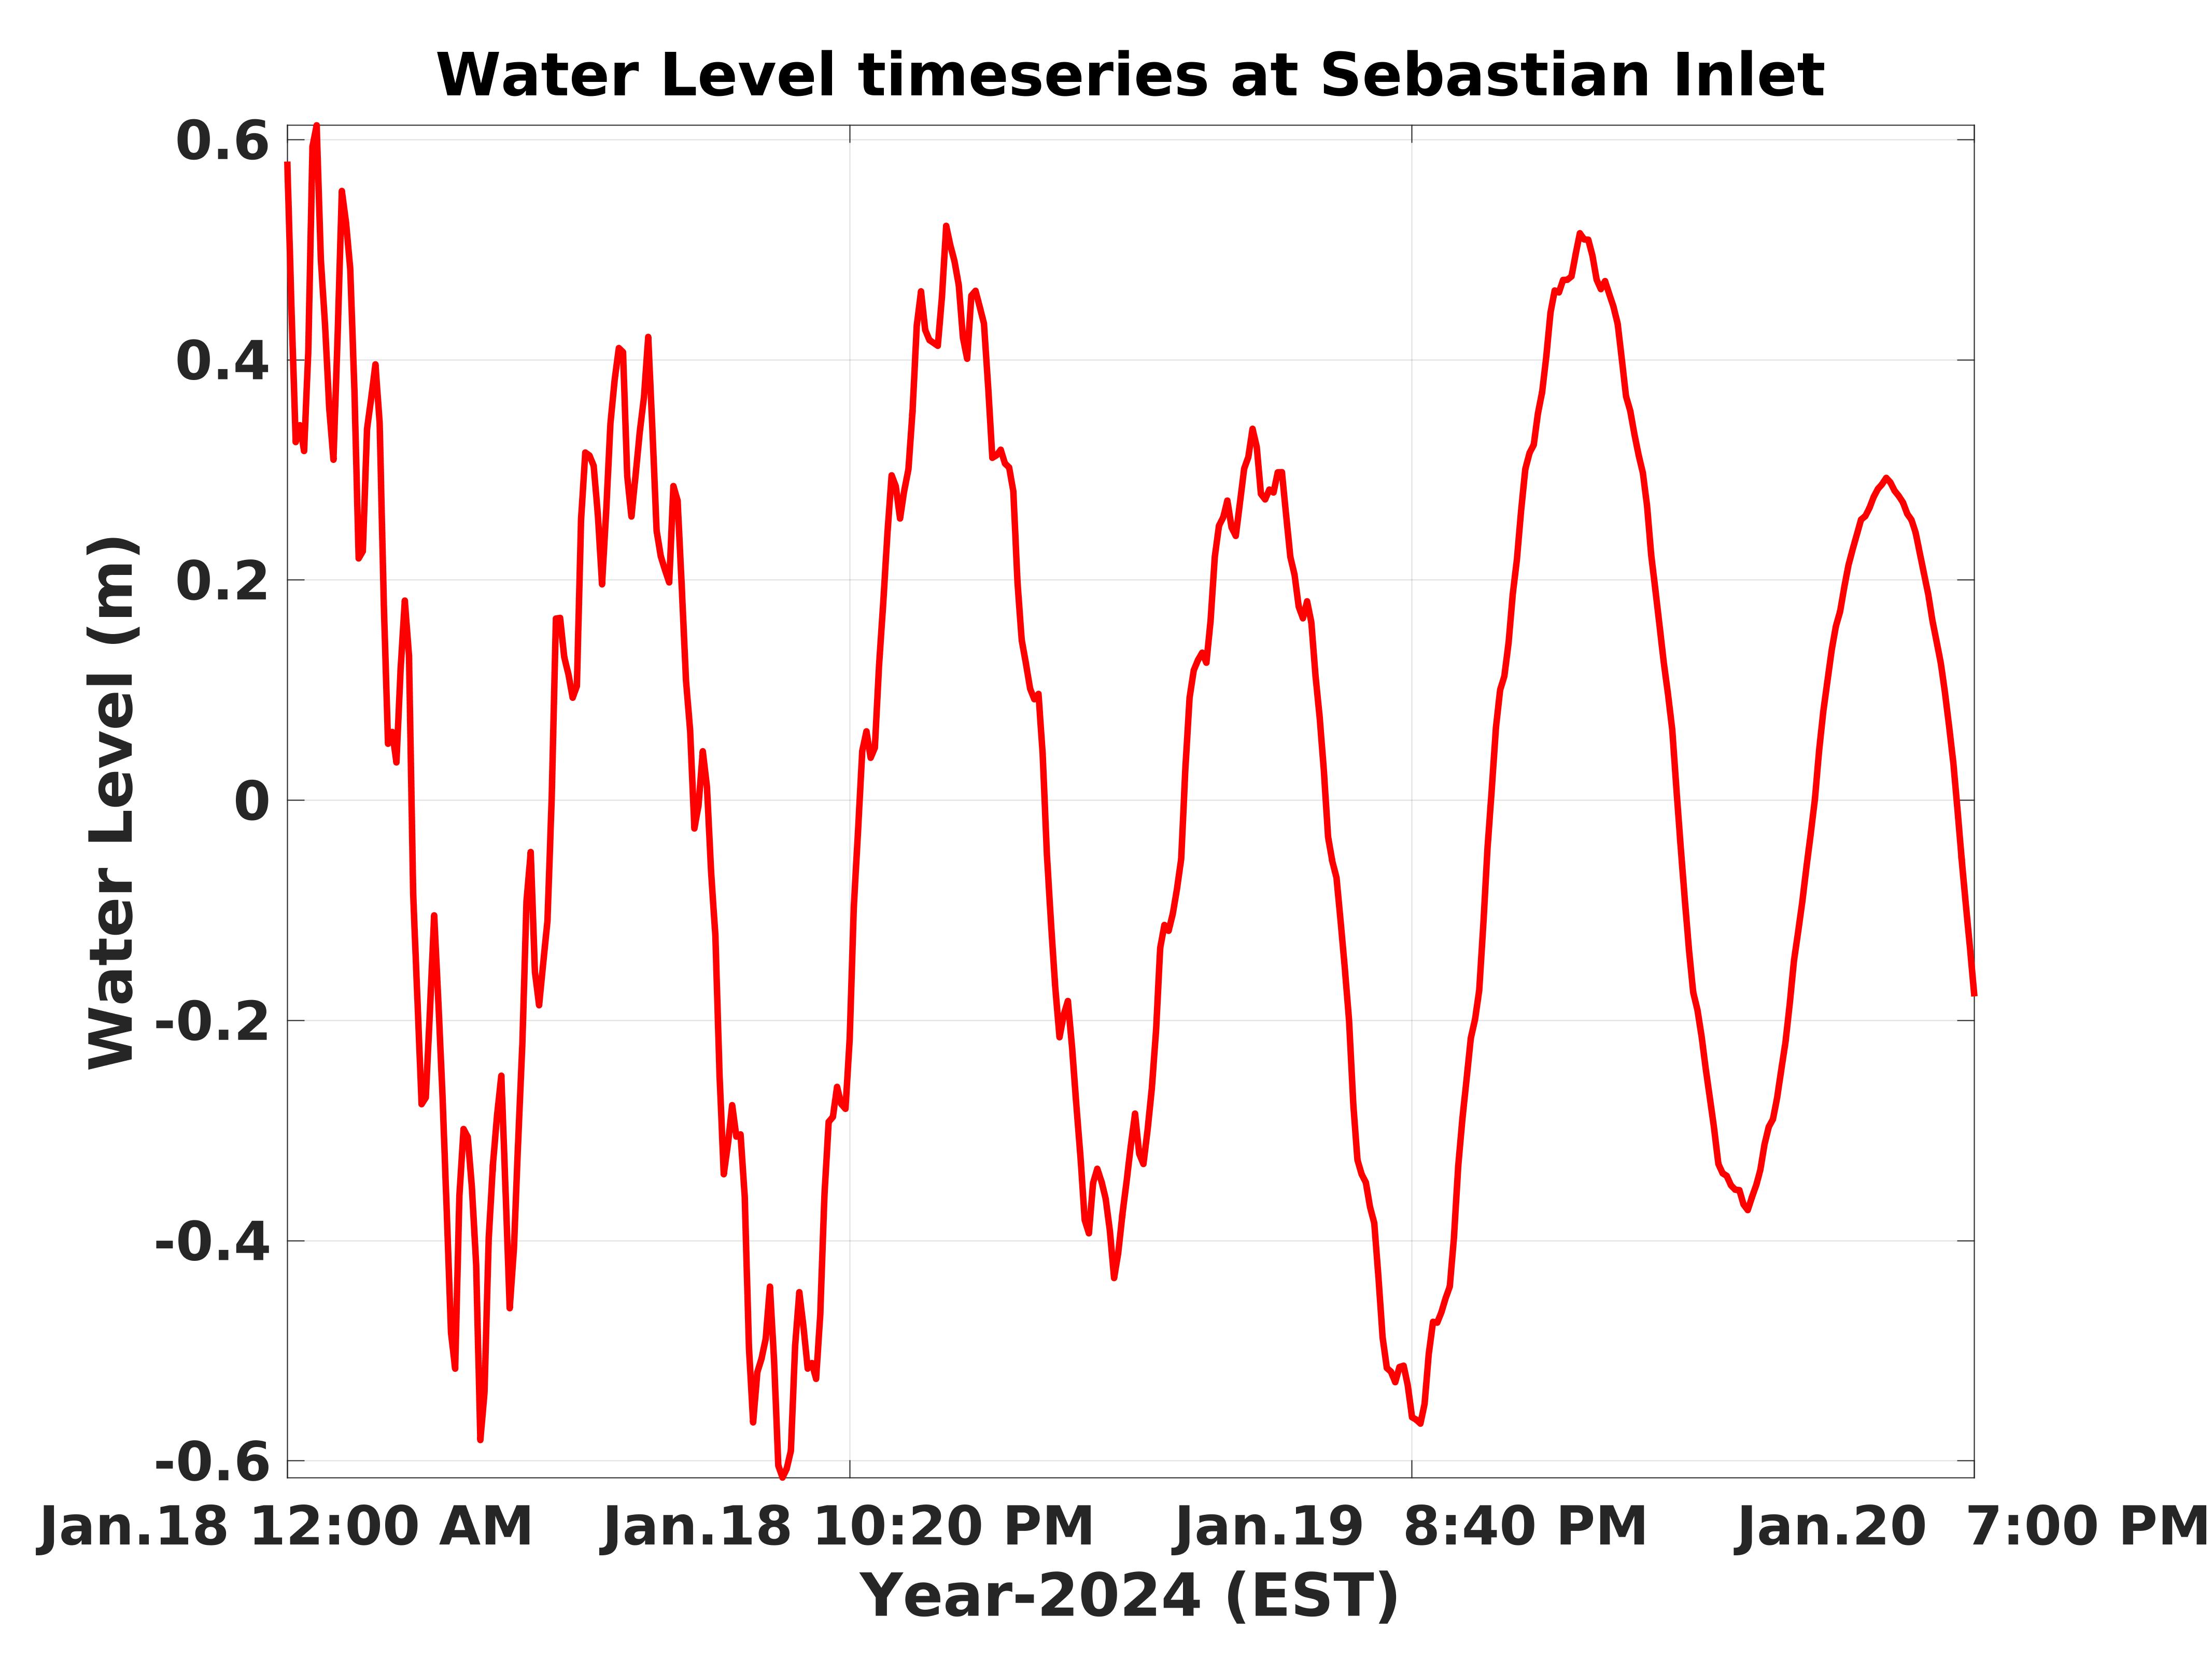 Water Level timeseries at Sebastian Inlet
0.6
0.4
0.2
0
-0.2
-0.4
-0.6
Water Level (m)
Jan.18 12:00 AM Jan.18 10:20 PM Jan.19 8:40 PM Jan.20 7:00 PM
Year-2024 (EST)